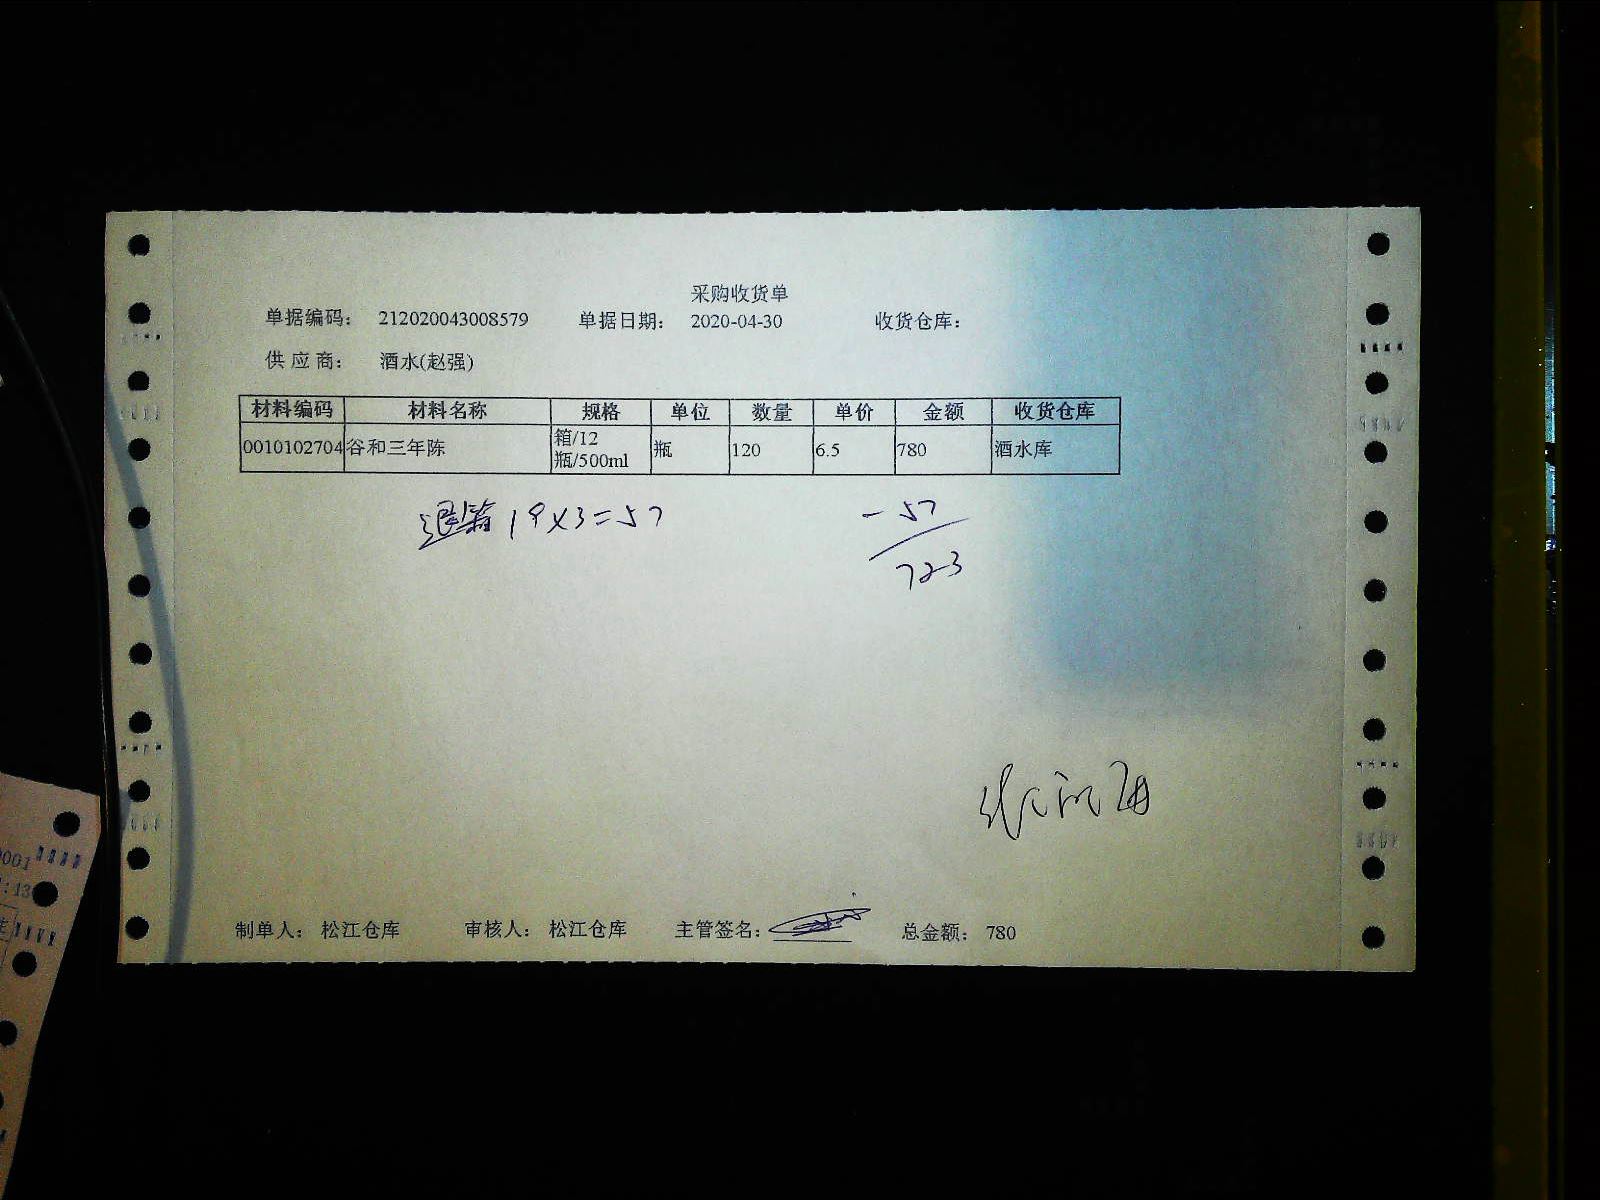 采购收货单
单据编码： 212020043008579 单据日期： 2020-04-30 收货仓库：
供 应 商： 酒水(赵强)
材料编码 材料名称 规格 单位 数量 单价 金额 收货仓库
0010102704 谷和三年陈 箱/12瓶/500ml 瓶 120 6.5 780 酒水库
退箱 19×3=57
-57
723
制单人： 松江仓库 审核人： 松江仓库 主管签名： 总金额： 780
0001
:13